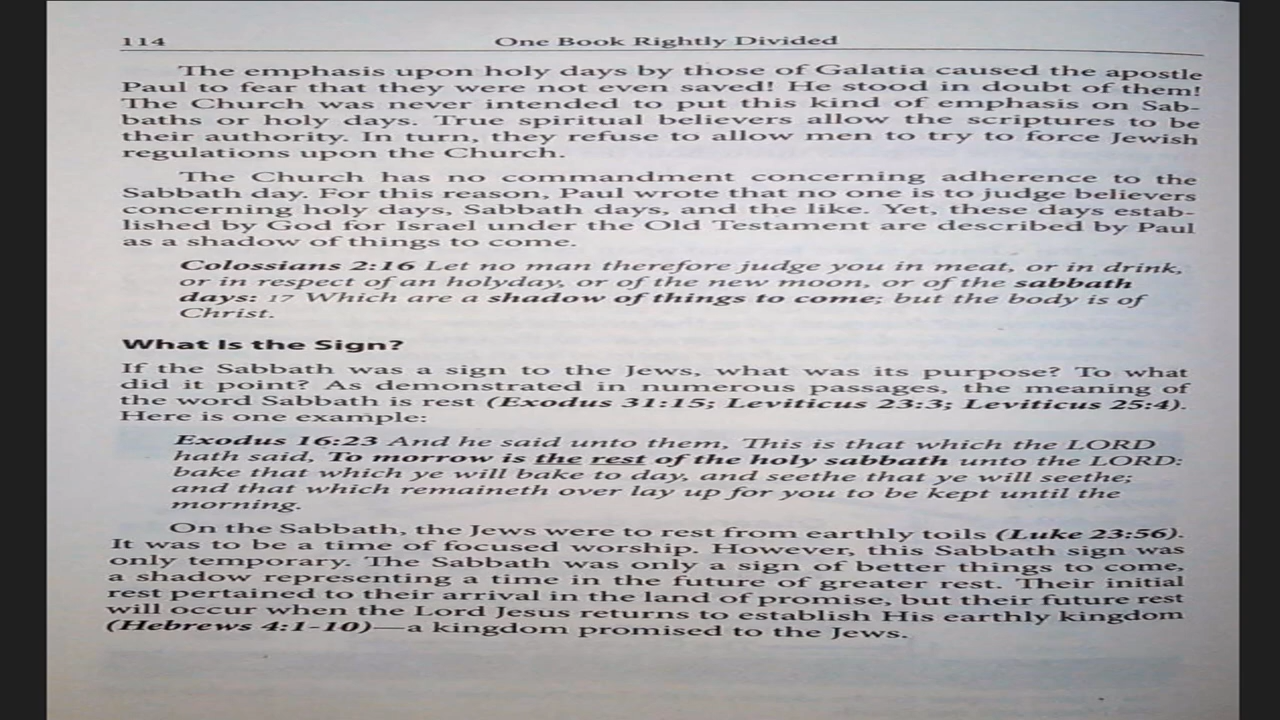 114 One Book Rightly Divided
The emphasis upon holy days by those of Galatia caused the apostle
Paul to fear that they were not even saved! He stood in doubt of them!
The Church was never intended to put this kind of emphasis on Sab-
baths or holy days. True spiritual believers allow the scriptures to be
their authority. In turn, they refuse to allow men to try to force Jewish
regulations upon the Church.
The Church has no commandment concerning adherence to the
Sabbath day. For this reason, Paul wrote that no one is to judge believers
concerning holy days, Sabbath days, and the like. Yet, these days estab-
lished by God for Israel under the Old Testament are described by Paul
as a shadow of things to come.
Colossians 2:16 Let no man therefore judge you in meat, or in drink,
or in respect of an holyday, or of the new moon, or of the sabbath
days: 17 Which are a shadow of things to come; but the body is of
Christ.
What Is the Sign?
If the Sabbath was a sign to the Jews, what was its purpose? To what
did it point? As demonstrated in numerous passages, the meaning of
the word Sabbath is rest (Exodus 31:15; Leviticus 23:3; Leviticus 25:4).
Here is one example:
Exodus 16:23 And he said unto them, This is that which the LORD
hath said, To morrow is the rest of the holy sabbath unto the LORD:
bake that which ye will bake to day, and seethe that ye will seethe;
and that which remaineth over lay up for you to be kept until the
morning.
On the Sabbath, the Jews were to rest from earthly toils (Luke 23:56).
It was to be a time of focused worship. However, this Sabbath sign was
only temporary. The Sabbath was only a sign of better things to come,
a shadow representing a time in the future of greater rest. Their initial
rest pertained to their arrival in the land of promise, but their future rest
will occur when the Lord Jesus returns to establish His earthly kingdom
(Hebrews 4:1-10)—a kingdom promised to the Jews.